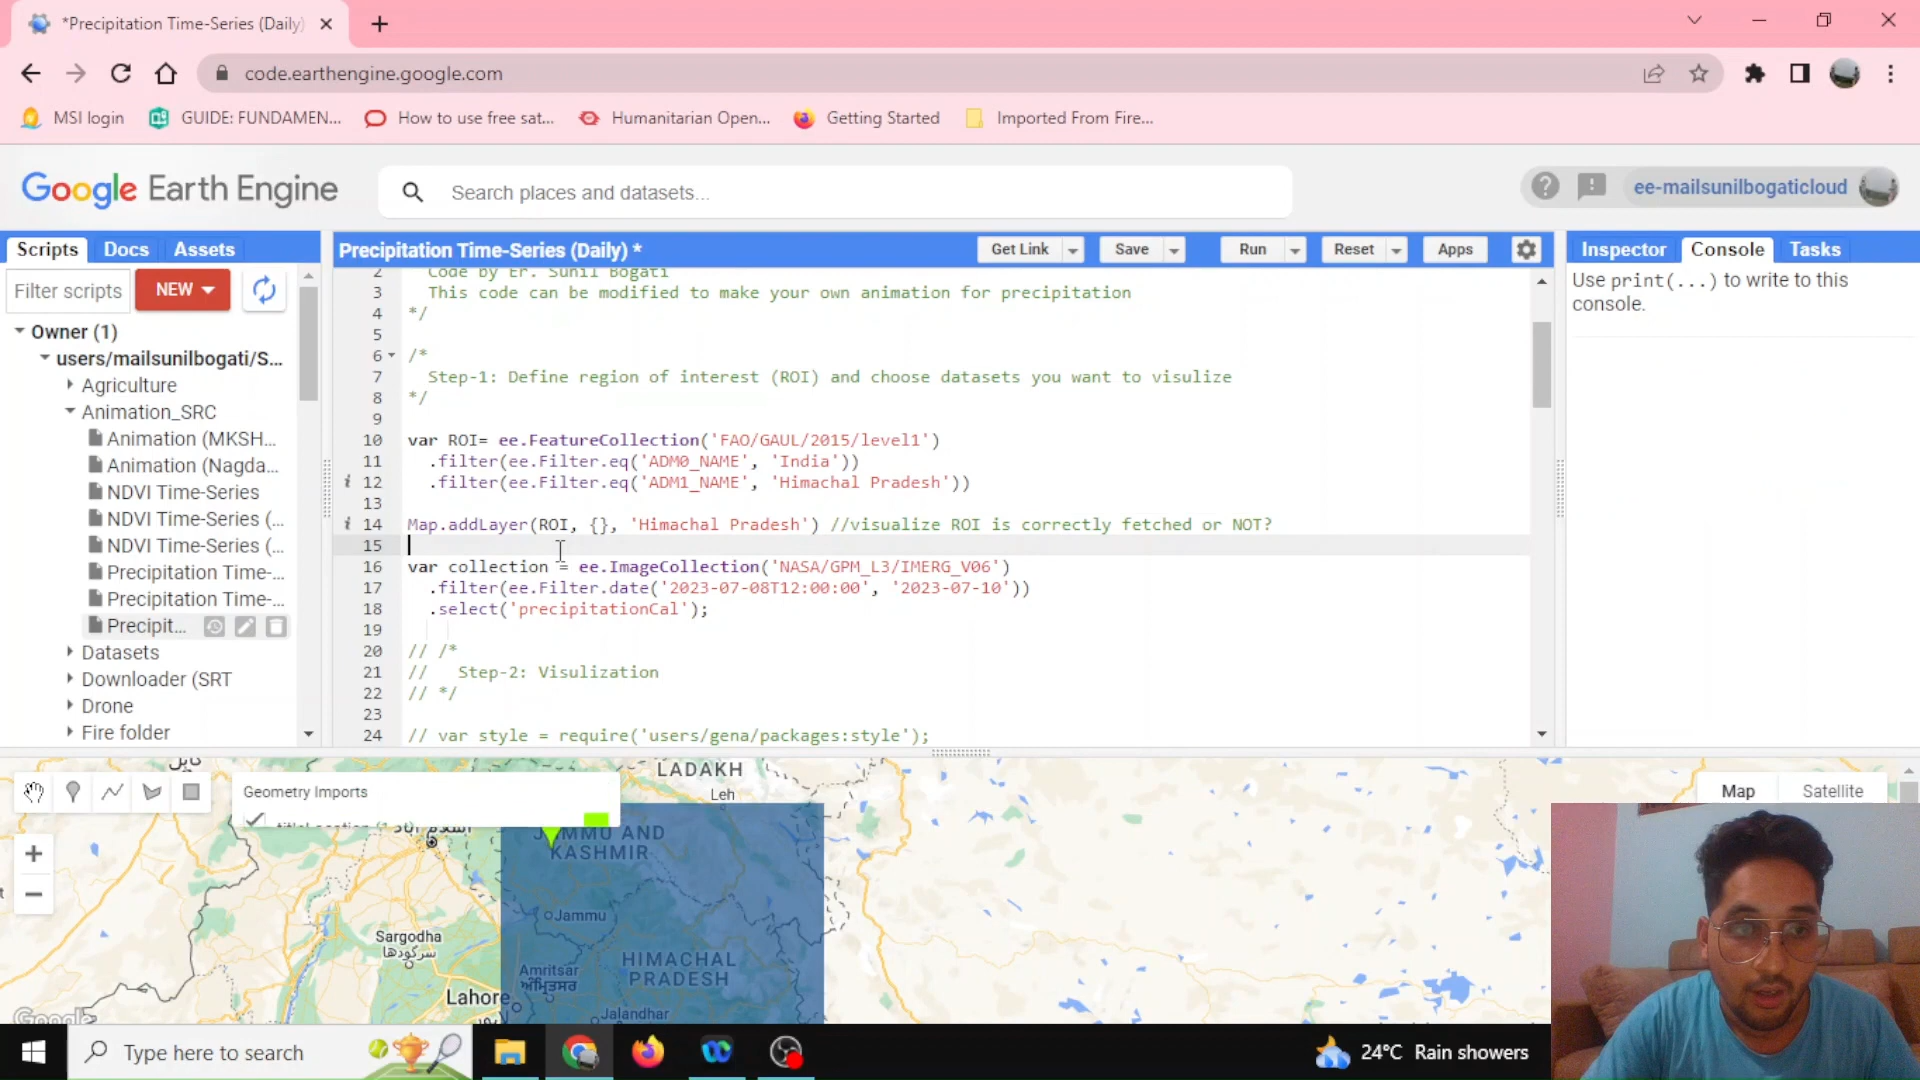 *Precipitation Time-Series (Daily)
code.earthengine.google.com
MSI login
GUIDE: FUNDAMEN...
How to use free sat...
Humanitarian Open...
Getting Started
Imported From Fire...
Google Earth Engine
Search places and datasets...
ee-mailsunilbogaticloud
Scripts Docs Assets
Precipitation Time-Series (Daily) *
Get Link Save Run Reset Apps
Inspector Console Tasks
Filter scripts
NEW
Owner (1)
users/mailsunilbogati/S...
Agriculture
Animation_SRC
Animation (MKSH...
Animation (Nagda...
NDVI Time-Series
NDVI Time-Series (...
NDVI Time-Series (...
Precipitation Time-...
Precipitation Time-...
Precipit...
Datasets
Downloader (SRT
Drone
Fire folder
2 Code by Er. Sunil Bogati
3 This code can be modified to make your own animation for precipitation
4 */
5
6 /*
7 Step-1: Define region of interest (ROI) and choose datasets you want to visulize
8 */
9
10 var ROI= ee.FeatureCollection('FAO/GAUL/2015/level1')
11 .filter(ee.Filter.eq('ADM0_NAME', 'India'))
12 .filter(ee.Filter.eq('ADM1_NAME', 'Himachal Pradesh'))
13
14 Map.addLayer(ROI, {}, 'Himachal Pradesh') //visualize ROI is correctly fetched or NOT?
15
16 var collection = ee.ImageCollection('NASA/GPM_L3/IMERG_V06')
17 .filter(ee.Filter.date('2023-07-08T12:00:00', '2023-07-10'))
18 .select('precipitationCal');
19
20 // /*
21 // Step-2: Visulization
22 // */
23
24 // var style = require('users/gena/packages:style');
Use print(...) to write to this
console.
Geometry Imports
Map Satellite
LADAKH
Leh
JAMMU AND
KASHMIR
Jammu
Sargodha
سرگودھا
HIMACHAL
PRADESH
Amritsar
ਅੰਮ੍ਰਿਤਸਰ
Lahore
Jalandhar
Google
Type here to search
24°C Rain showers